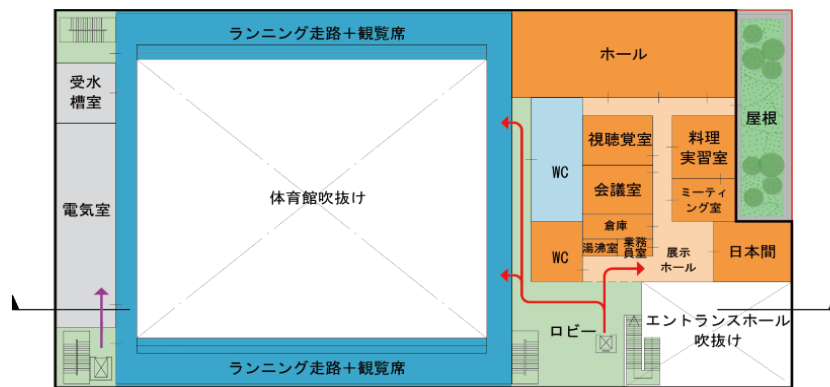 ランニング走路＋観覧席
ホール
受水
槽室
屋根
視聴覚室
料理
実習室
WC
会議室
ミーティ
ング室
体育館吹抜け
電気室
倉庫
湯沸室
業務
員室
WC
展示
ホール
日本間
ロビー
エントランスホール
吹抜け
ランニング走路＋観覧席